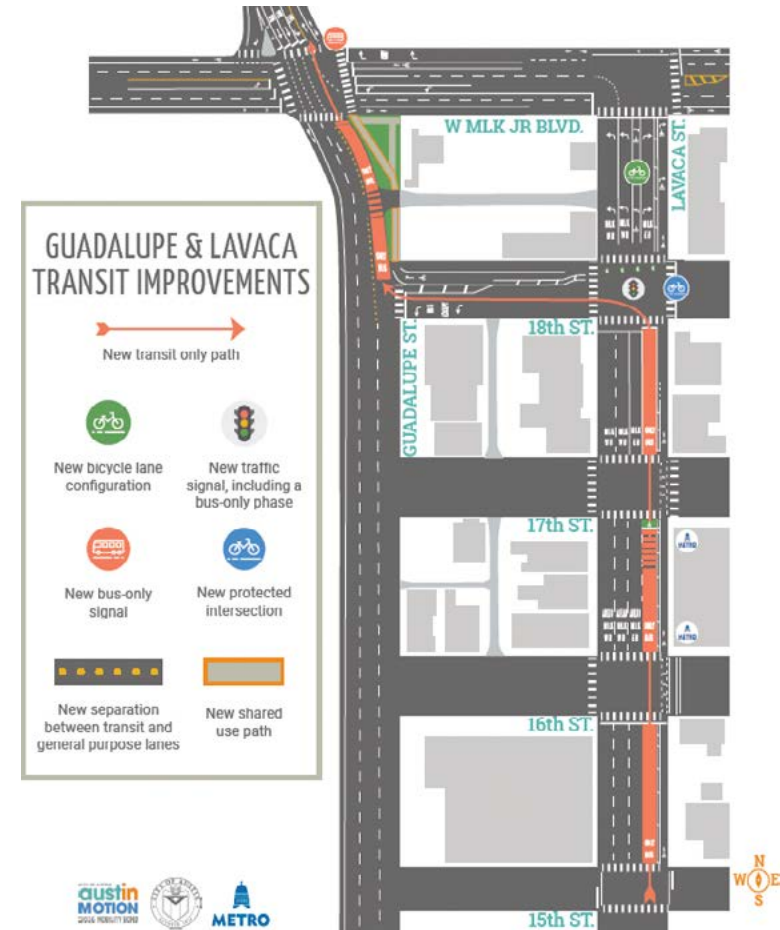 W MLK JR BLVD.
LAVACA ST.
GUADALUPE & LAVACA
TRANSIT IMPROVEMENTS
New transit only path
New bicycle lane
configuration
New traffic
signal, including a
bus-only phase
New bus-only
signal
New protected
intersection
New separation
between transit and
general purpose lanes
New shared
use path
GUADALUPE ST.
18th ST.
17th ST.
METRO
METRO
16th ST.
15th ST.
N
W
E
S
austin
MOTION
METRO